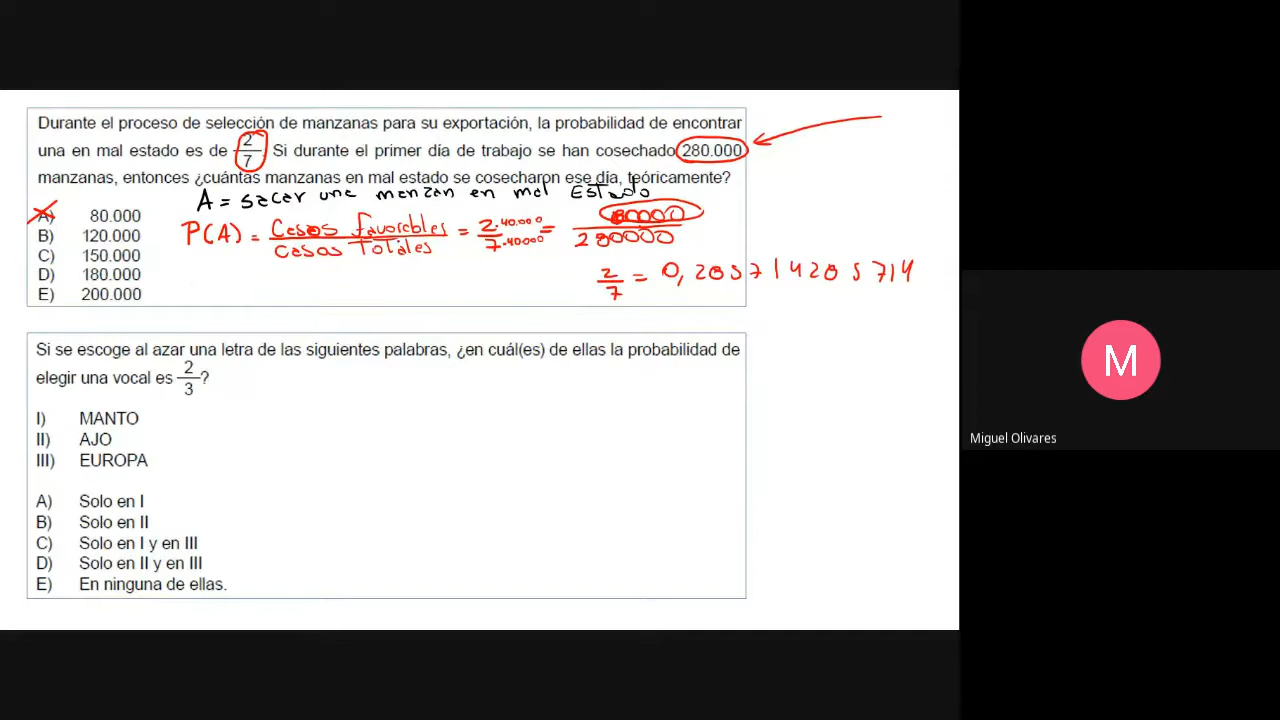 Durante el proceso de selección de manzanas para su exportación, la probabilidad de encontrar
una en mal estado es de 2/7. Si durante el primer día de trabajo se han cosechado 280.000
manzanas, entonces ¿cuántas manzanas en mal estado se cosecharon ese día, teóricamente?
A = sacar una manzan en mal Estado
A) 80.000
P(A) = Casos favorables / Casos Totales = 2·40.000 / 7·40000 = 80000 / 280000
B) 120.000
C) 150.000
D) 180.000
2/7 = 0,285714285714
E) 200.000
Si se escoge al azar una letra de las siguientes palabras, ¿en cuál(es) de ellas la probabilidad de
elegir una vocal es 2/3?
I) MANTO
II) AJO
III) EUROPA
A) Solo en I
B) Solo en II
C) Solo en I y en III
D) Solo en II y en III
E) En ninguna de ellas.
M
Miguel Olivares